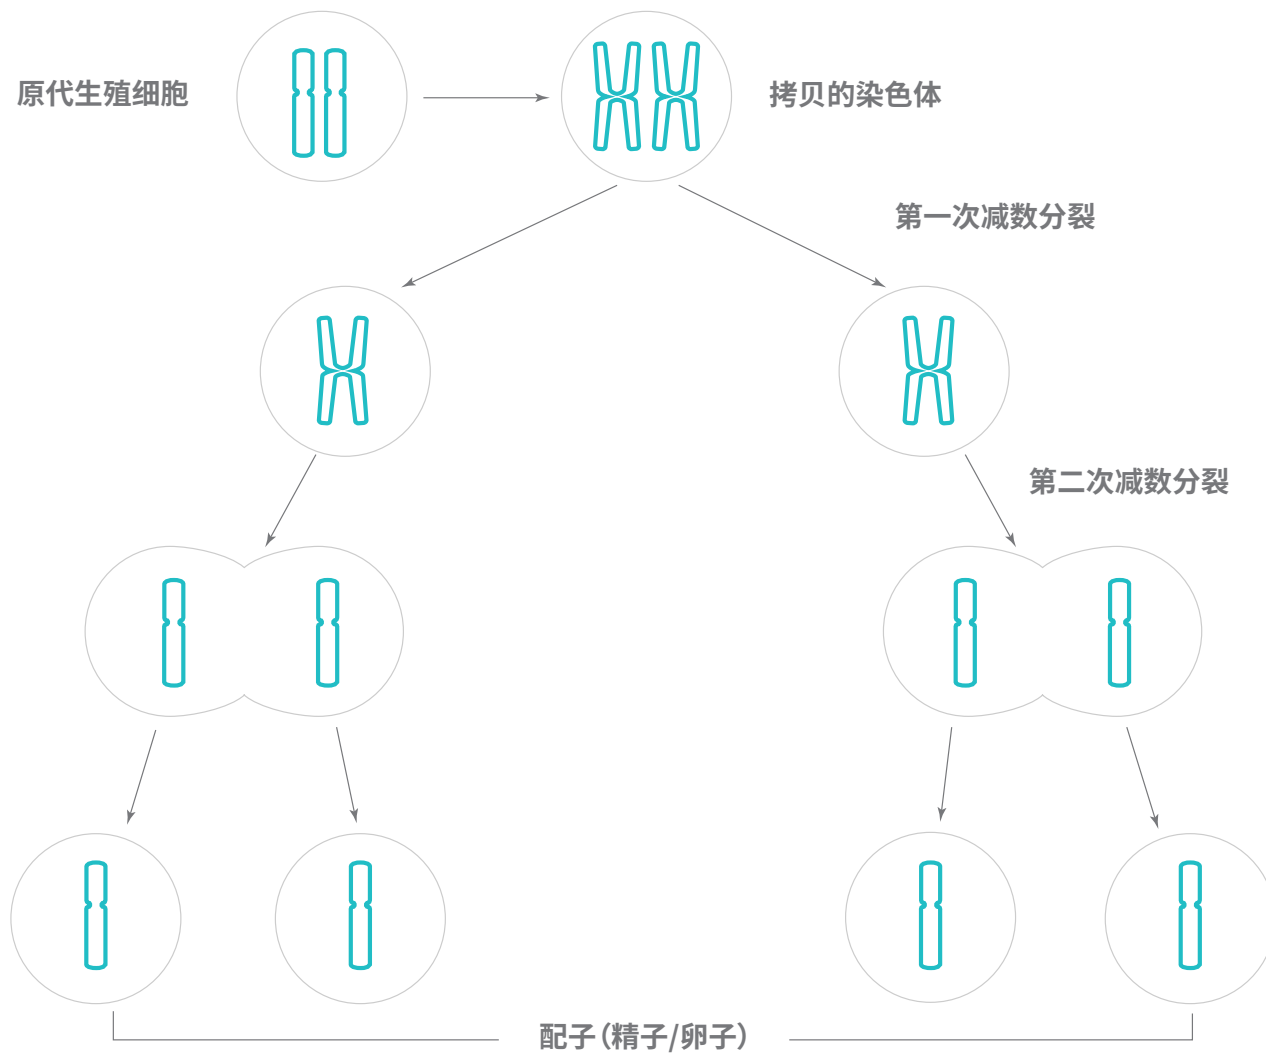 原代生殖细胞
拷贝的染色体
第一次减数分裂
第二次减数分裂
配子（精子/卵子）